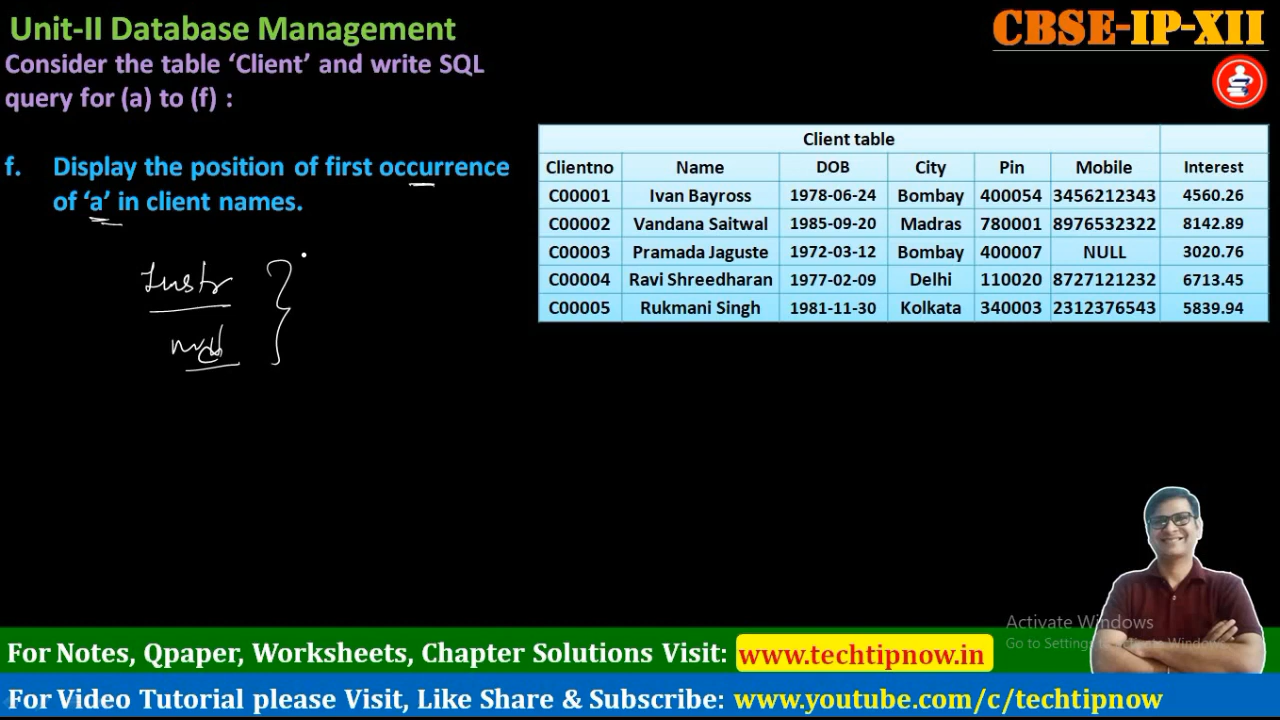 Unit-II Database Management
CBSE-IP-XII
Consider the table ‘Client’ and write SQL
query for (a) to (f) :
f. Display the position of first occurrence
of ‘a’ in client names.
Instr
Client table
Clientno Name DOB City Pin Mobile Interest
C00001 Ivan Bayross 1978-06-24 Bombay 400054 3456212343 4560.26
C00002 Vandana Saitwal 1985-09-20 Madras 780001 8976532322 8142.89
C00003 Pramada Jaguste 1972-03-12 Bombay 400007 NULL 3020.76
C00004 Ravi Shreedharan 1977-02-09 Delhi 110020 8727121232 6713.45
C00005 Rukmani Singh 1981-11-30 Kolkata 340003 2312376543 5839.94
Activate Windows
Go to Settings to activate Windows.
For Notes, Qpaper, Worksheets, Chapter Solutions Visit: www.techtipnow.in
For Video Tutorial please Visit, Like Share & Subscribe: www.youtube.com/c/techtipnow